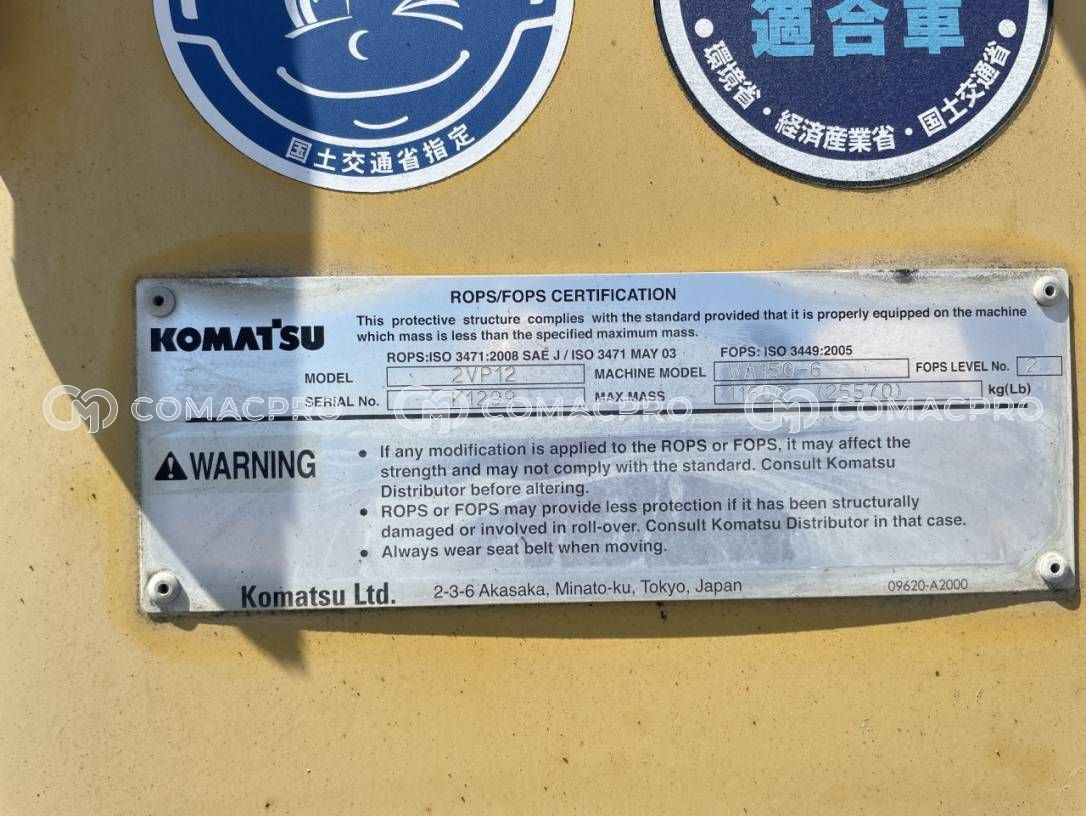 国土交通省指定
適合車
環境省・経済産業省・国土交通省
ROPS/FOPS CERTIFICATION
KOMATSU
This protective structure complies with the standard provided that it is properly equipped on the machine
which mass is less than the specified maximum mass.
ROPS:ISO 3471:2008 SAE J / ISO 3471 MAY 03 FOPS: ISO 3449:2005
MODEL 2VP12 MACHINE MODEL WA150-6 FOPS LEVEL No. 2
SERIAL No. K1239 MAX.MASS (25570) kg(Lb)
COMACPRO COMACPRO COMACPRO
WARNING
• If any modification is applied to the ROPS or FOPS, it may affect the
strength and may not comply with the standard. Consult Komatsu
Distributor before altering.
• ROPS or FOPS may provide less protection if it has been structurally
damaged or involved in roll-over. Consult Komatsu Distributor in that case.
• Always wear seat belt when moving.
Komatsu Ltd. 2-3-6 Akasaka, Minato-ku, Tokyo, Japan 09620-A2000